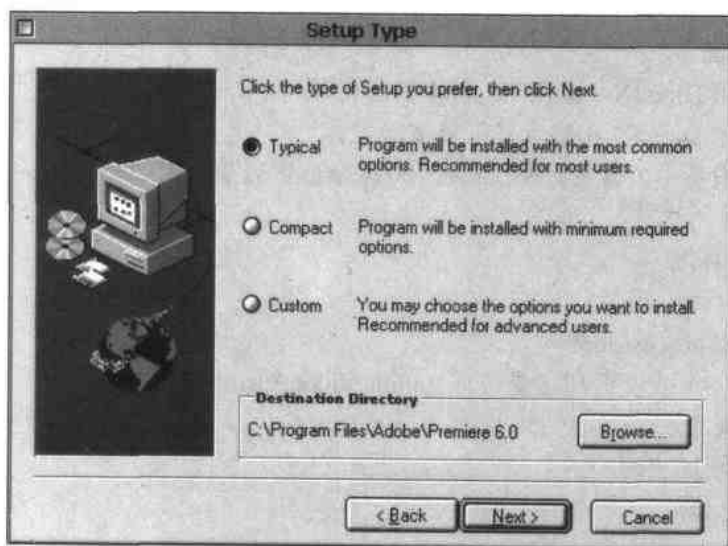 Setup Type
Click the type of Setup you prefer, then click Next.
Typical Program will be installed with the most common
options. Recommended for most users.
Compact Program will be installed with minimum required
options.
Custom You may choose the options you want to install.
Recommended for advanced users.
Destination Directory
C:\Program Files\Adobe\Premiere 6.0 Browse...
< Back Next > Cancel